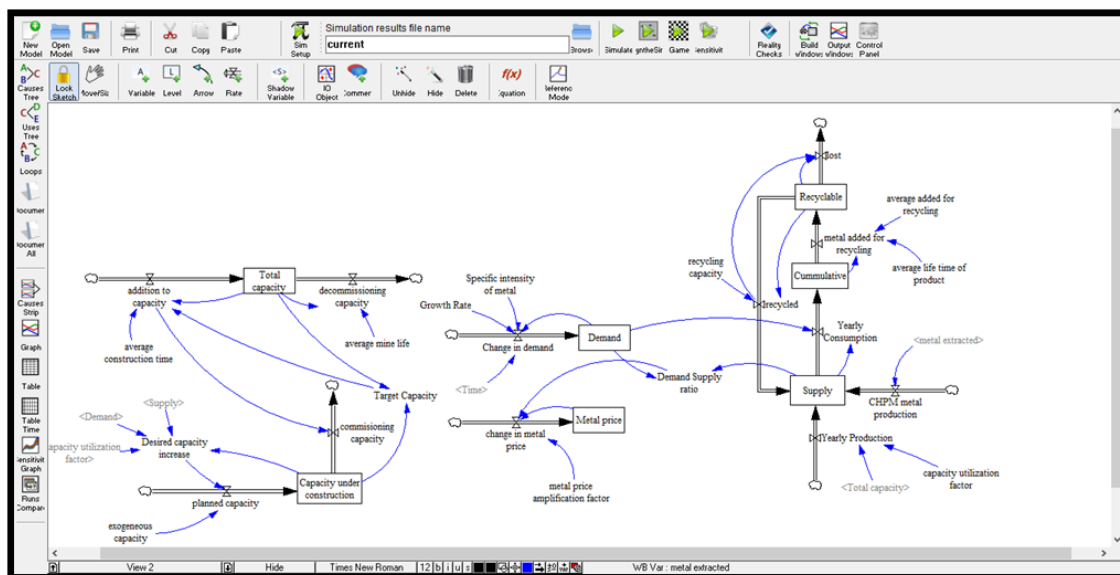 Simulation results file name
current
New Model
Open Model
Save
Print
Cut
Copy
Paste
Sim Setup
Browse
Simulate
Game
Reality Checks
Build
Output
Control Panel
Causes Tree
Lock Sketch
Variable
Level
Arrow
Rate
<S>
Shadow Variable
IO Object
Unhide
Hide
Delete
f(x)
Mode
Uses Tree
Loops
All
Causes Strip
Graph
Table
Table Time
Graph
Runs
lost
Recyclable
average added for
recycling
metal added for
recycling
average life time of
product
recycling
capacity
Cummulative
recycled
Total
capacity
addition to
capacity
decommissioning
capacity
average
construction time
average mine life
Specific intensity
of metal
Growth Rate
Change in demand
Demand
<Time>
Yearly
Consumption
<metal extracted>
Demand Supply
ratio
Supply
CHPM metal
production
Target Capacity
change in metal
price
Metal price
metal price
amplification factor
Yearly Production
capacity utilization
factor
<Total capacity>
<Supply>
<Demand>
Desired capacity
increase
capacity utilization
factor>
commisioning
capacity
Capacity under
construction
planned capacity
exogeneous
capacity
View 2
Hide
Times New Roman
12
b
i
u
s
WB Var : metal extracted